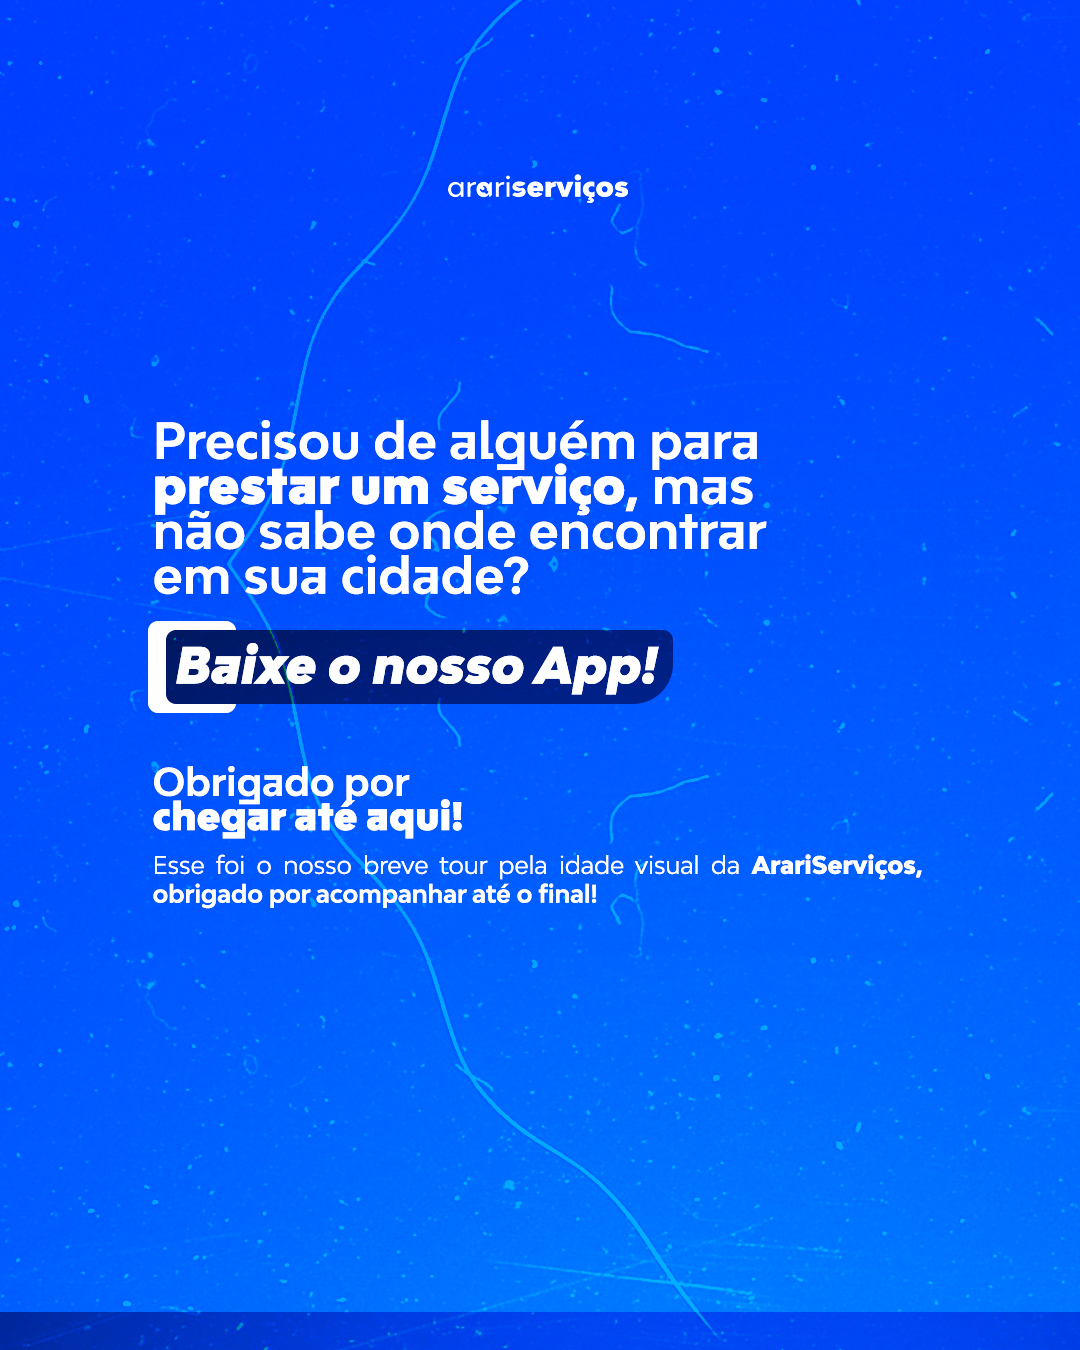 arariserviços
Precisou de alguém para
prestar um serviço, mas
não sabe onde encontrar
em sua cidade?
Baixe o nosso App!
Obrigado por
chegar até aqui!
Esse foi o nosso breve tour pela idade visual da ArariServiços,
obrigado por acompanhar até o final!